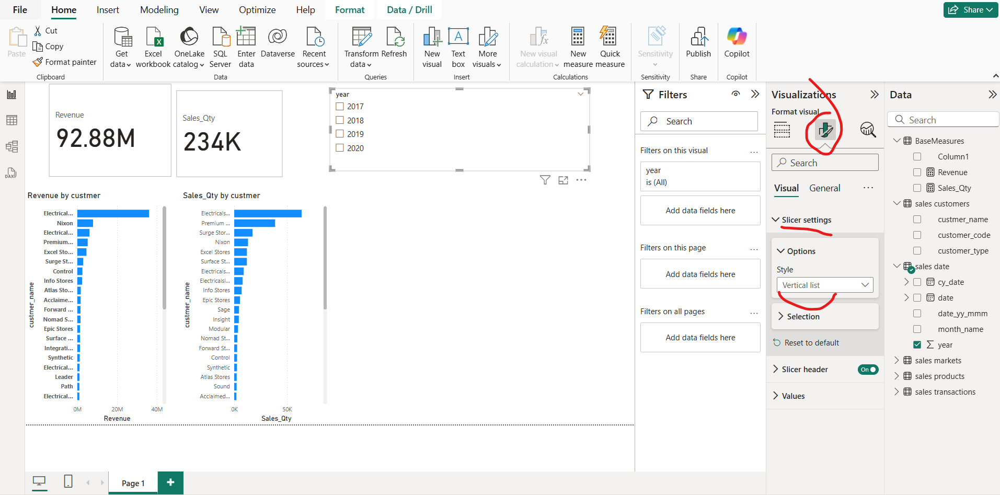 File Home Insert Modeling View Optimize Help Format Data / Drill Share
Paste
Cut
Copy
Format painter
Clipboard
Get data
Excel workbook
OneLake catalog
SQL Server
Enter data
Dataverse
Recent sources
Data
Transform data
Refresh
Queries
New visual
Text box
More visuals
Insert
New visual calculation
New measure
Quick measure
Calculations
Sensitivity
Sensitivity
Publish
Share
Copilot
Copilot
DAX
Revenue
92.88M
Sales_Qty
234K
year
2017
2018
2019
2020
Revenue by custmer
custmer_name
Electrical...
Nixon
Electrical...
Premium...
Excel Sto...
Surge St...
Control
Info Stores
Atlas Sto...
Acclaime...
Forward ...
Nomad S...
Epic Stores
Surface ...
Integrati...
Synthetic
Electrical...
Leader
Path
Electrical...
0M 20M 40M
Revenue
Sales_Qty by custmer
custmer_name
Electricals...
Premium ...
Surge Stor...
Nixon
Excel Stores
Surface St...
Electricals...
Electricalsl...
Info Stores
Epic Stores
Sage
Insight
Modular
Nomad St...
Forward St...
Control
Synthetic
Atlas Stores
Sound
Acclaimed...
0K 50K
Sales_Qty
Filters
Search
Filters on this visual ...
year
is (All)
Add data fields here
Filters on this page ...
Add data fields here
Filters on all pages ...
Add data fields here
Visualizations
Format visual
Search
Visual General ...
Slicer settings
Options
Style
Vertical list
Selection
Reset to default
Slicer header On
Values
Data
Search
BaseMeasures
Column1
Revenue
Sales_Qty
sales customers
custmer_name
customer_code
customer_type
sales date
cy_date
date
date_yy_mmm
month_name
year
sales markets
sales products
sales transactions
Page 1 +